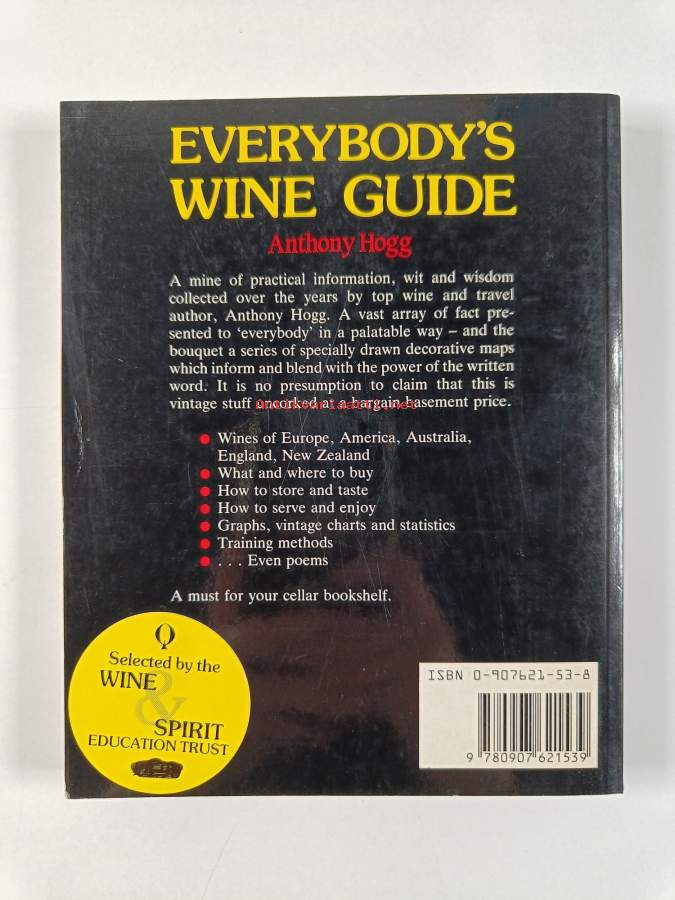 EVERYBODY'S
WINE GUIDE
Anthony Hogg
A mine of practical information, wit and wisdom
collected over the years by top wine and travel
author, Anthony Hogg. A vast array of fact pre-
sented to 'everybody' in a palatable way – and the
bouquet a series of specially drawn decorative maps
which inform and blend with the power of the written
word. It is no presumption to claim that this is
vintage stuff unorked at a bargain basement price.
● Wines of Europe, America, Australia,
England, New Zealand
● What and where to buy
● How to store and taste
● How to serve and enjoy
● Graphs, vintage charts and statistics
● Training methods
● . . . Even poems
A must for your cellar bookshelf.
Selected by the
WINE
&
SPIRIT
EDUCATION TRUST
ISBN 0-907621-53-8
9 780907 621539